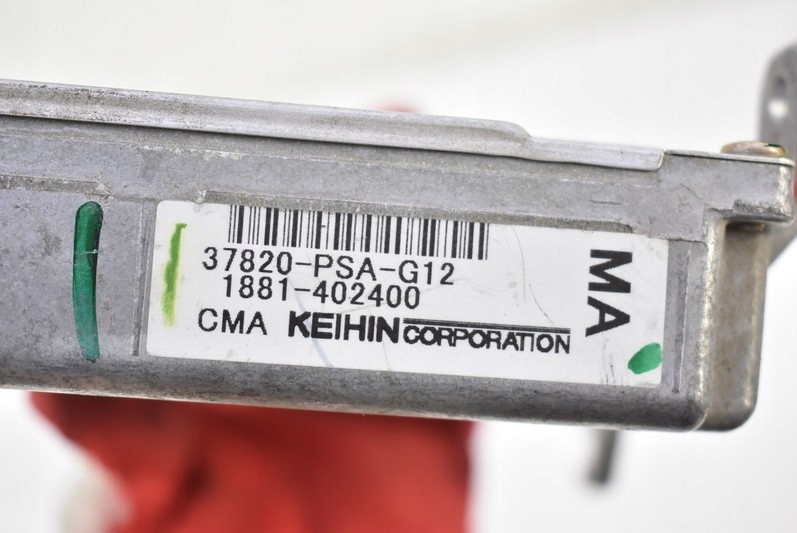 37820-PSA-G12
1881-402400
CMA KEIHIN CORPORATION
MA